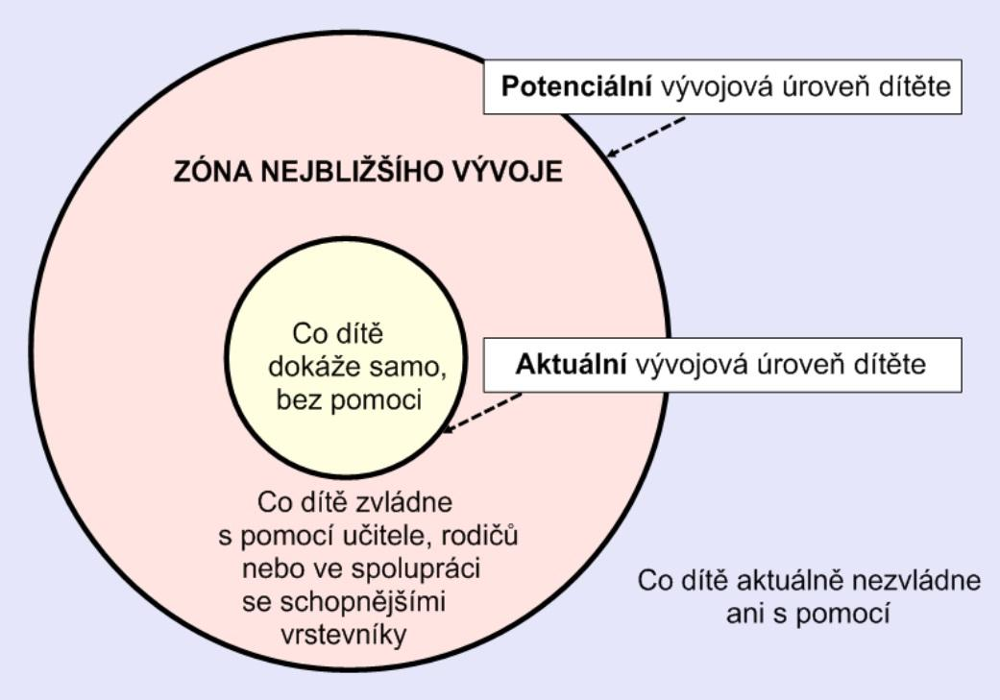 Potenciální vývojová úroveň dítěte
ZÓNA NEJBLIŽŠÍHO VÝVOJE
Co dítě
dokáže samo,
bez pomoci
Aktuální vývojová úroveň dítěte
Co dítě zvládne
s pomocí učitele, rodičů
nebo ve spolupráci
se schopnějšími
vrstevníky
Co dítě aktuálně nezvládne
ani s pomocí